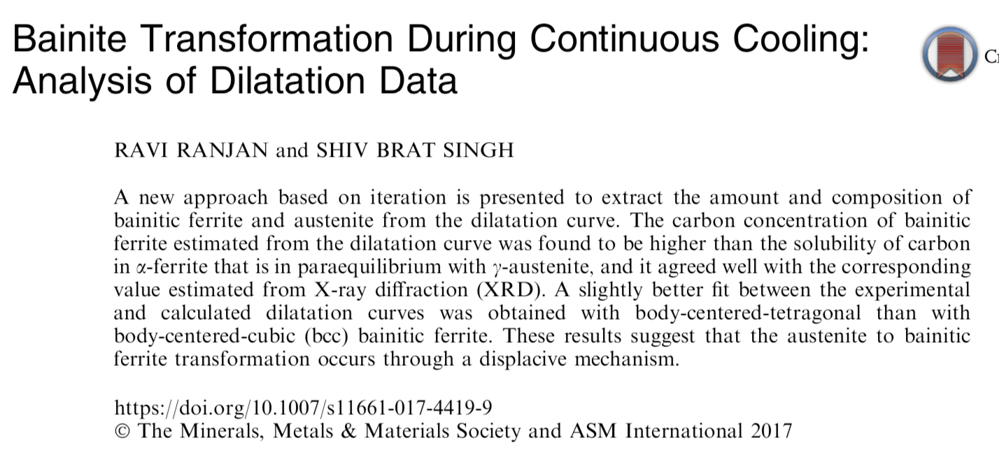 Bainite Transformation During Continuous Cooling:
Analysis of Dilatation Data
RAVI RANJAN and SHIV BRAT SINGH
A new approach based on iteration is presented to extract the amount and composition of
bainitic ferrite and austenite from the dilatation curve. The carbon concentration of bainitic
ferrite estimated from the dilatation curve was found to be higher than the solubility of carbon
in α-ferrite that is in paraequilibrium with γ-austenite, and it agreed well with the corresponding
value estimated from X-ray diffraction (XRD). A slightly better fit between the experimental
and calculated dilatation curves was obtained with body-centered-tetragonal than with
body-centered-cubic (bcc) bainitic ferrite. These results suggest that the austenite to bainitic
ferrite transformation occurs through a displacive mechanism.
https://doi.org/10.1007/s11661-017-4419-9
© The Minerals, Metals & Materials Society and ASM International 2017